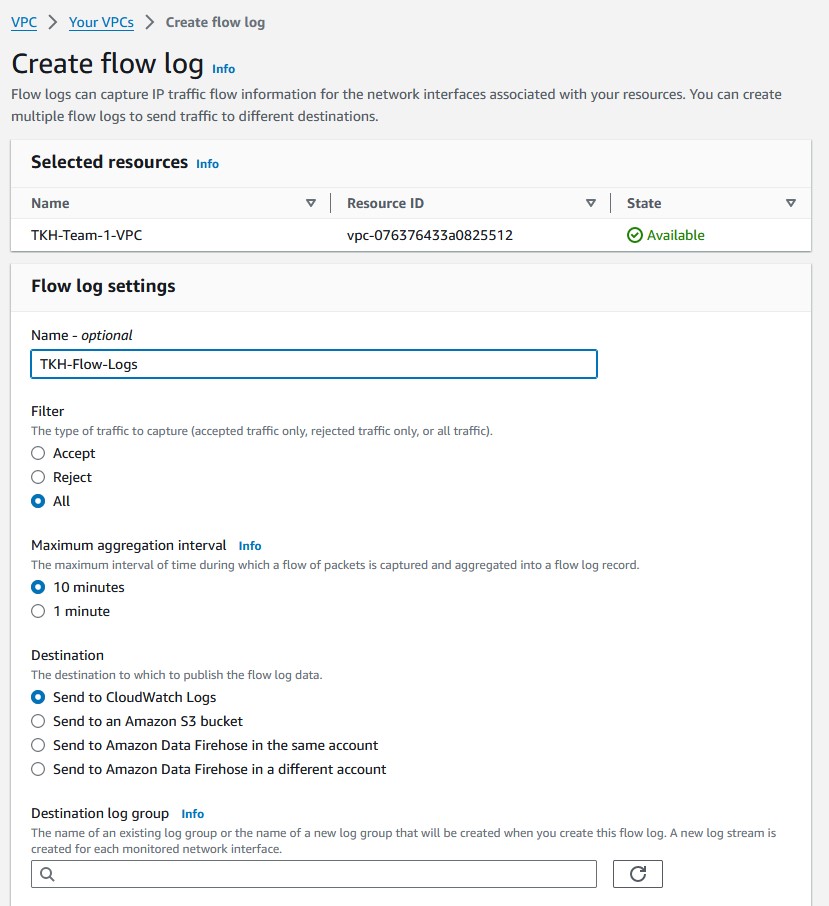 VPC > Your VPCs > Create flow log
Create flow log Info
Flow logs can capture IP traffic flow information for the network interfaces associated with your resources. You can create
multiple flow logs to send traffic to different destinations.
Selected resources Info
Name Resource ID State
TKH-Team-1-VPC vpc-076376433a0825512 Available
Flow log settings
Name - optional
TKH-Flow-Logs
Filter
The type of traffic to capture (accepted traffic only, rejected traffic only, or all traffic).
Accept
Reject
All
Maximum aggregation interval Info
The maximum interval of time during which a flow of packets is captured and aggregated into a flow log record.
10 minutes
1 minute
Destination
The destination to which to publish the flow log data.
Send to CloudWatch Logs
Send to an Amazon S3 bucket
Send to Amazon Data Firehose in the same account
Send to Amazon Data Firehose in a different account
Destination log group Info
The name of an existing log group or the name of a new log group that will be created when you create this flow log. A new log stream is
created for each monitored network interface.